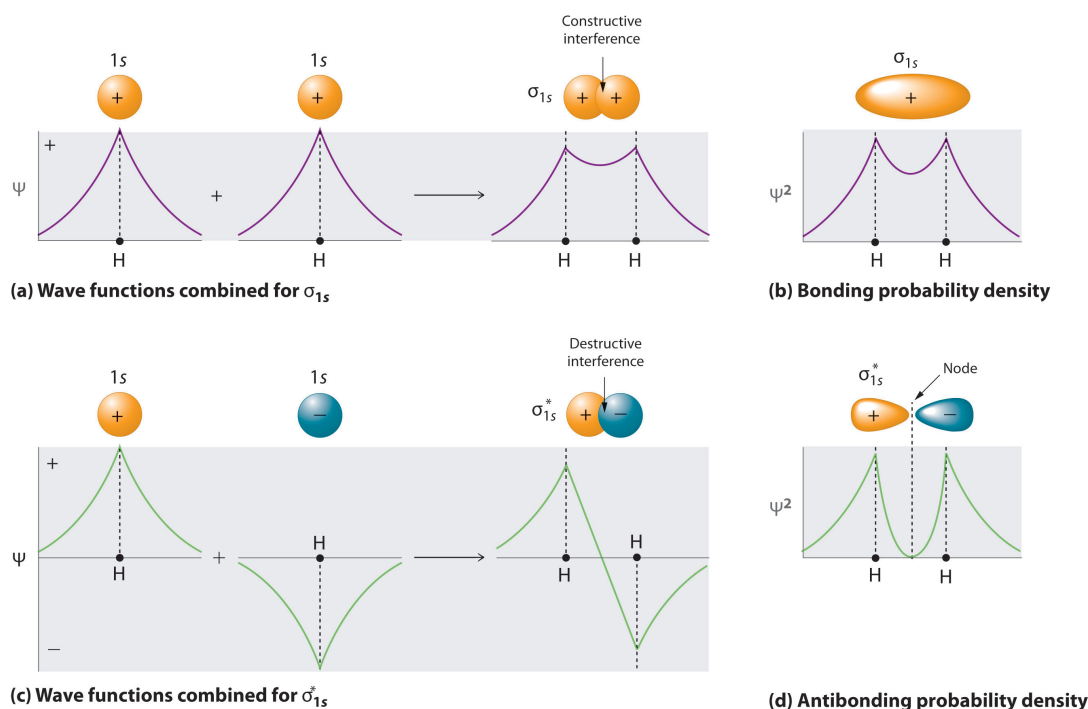 Constructive
interference
1s
1s
σ1s
σ1s
+
+
+ +
+
+
Ψ
+
Ψ²
H
H
H
H
H
H
(a) Wave functions combined for σ1s
(b) Bonding probability density
Destructive
interference
1s
1s
σ*1s
σ*1s
Node
+
−
+ −
+ −
+
Ψ
+
−
Ψ²
H
H
H
H
H
H
(c) Wave functions combined for σ*1s
(d) Antibonding probability density